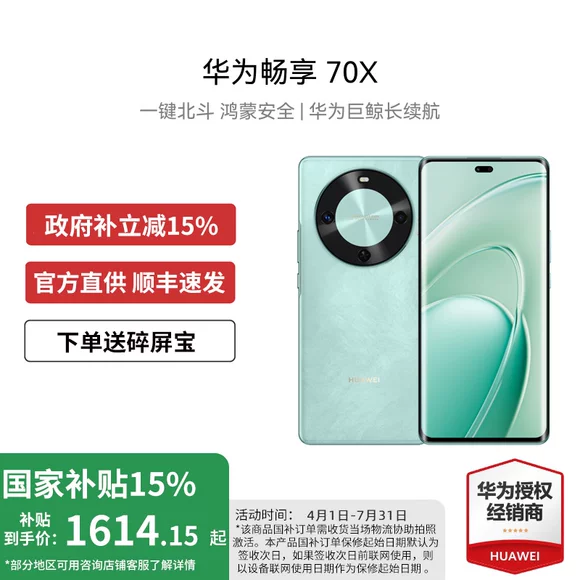 华为畅享 70X
一键北斗 鸿蒙安全 | 华为巨鲸长续航
政府补立减15%
官方直供 顺丰速发
下单送碎屏宝
HUAWEI
国家补贴15%
补贴
到手价: 1614.15 起
*部分地区可用咨询店铺客服了解详情
活动时间: 4月1日~7月31日
*该商品国补订单需收货当场物流协助拍照
激活。本产品国补订单保修起始日期默认为
签收次日,如果签收次日前联网使用,则
以设备联网使用日期作为保修起始日期 .
华为授权
经销商
HUAWEI